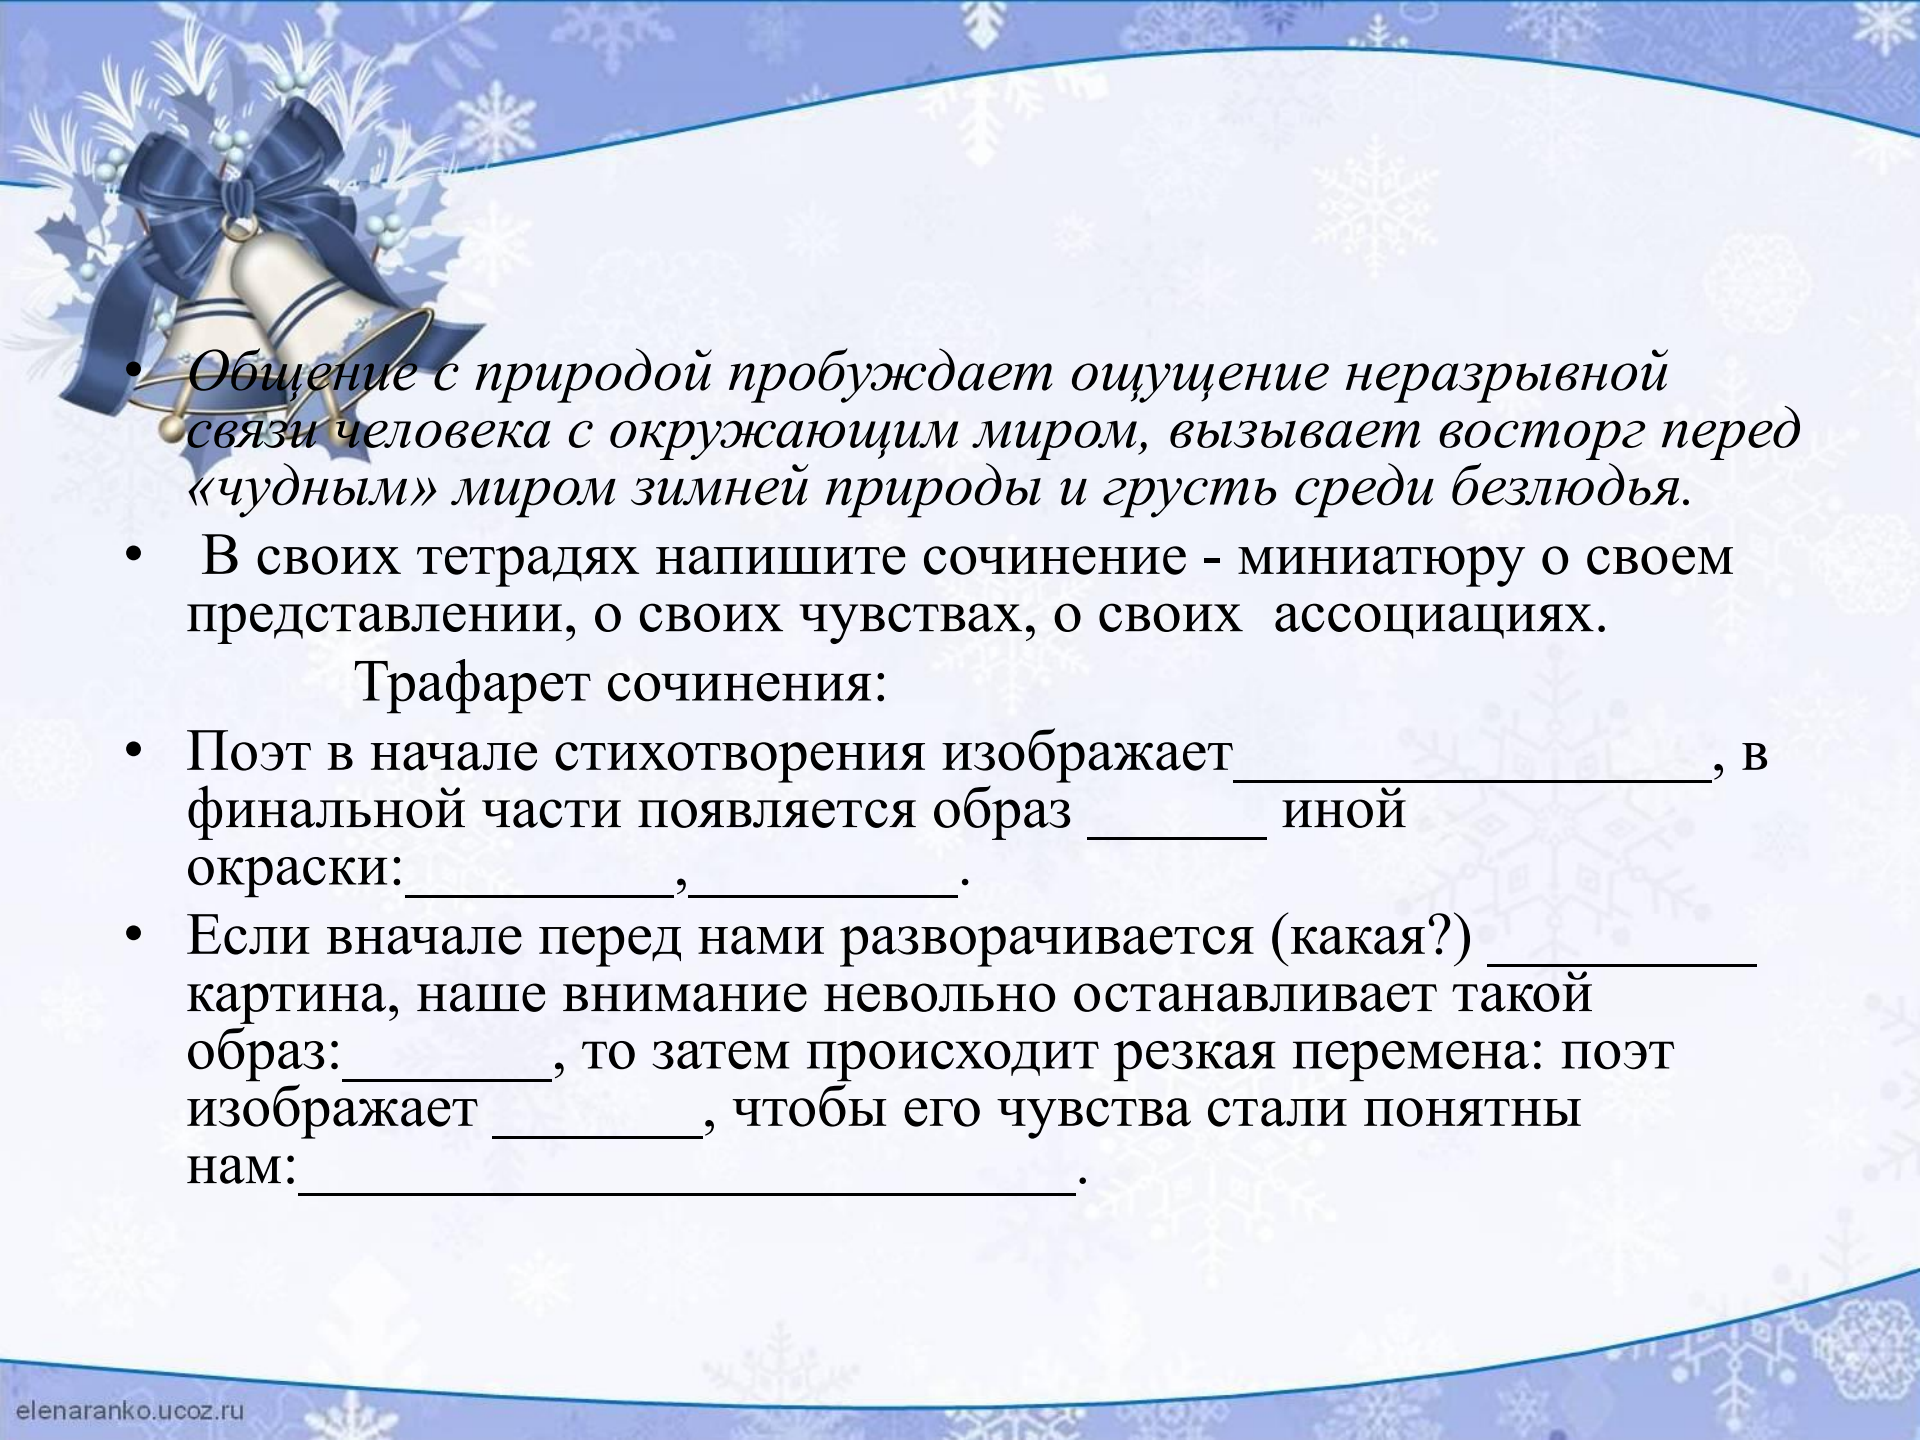 • Общение с природой пробуждает ощущение неразрывной
связи человека с окружающим миром, вызывает восторг перед
«чудным» миром зимней природы и грусть среди безлюдья.
• В своих тетрадях напишите сочинение - миниатюру о своем
представлении, о своих чувствах, о своих ассоциациях.
Трафарет сочинения:
• Поэт в начале стихотворения изображает________________, в
финальной части появляется образ ______ иной
окраски:_________,_________.
• Если вначале перед нами разворачивается (какая?) _________
картина, наше внимание невольно останавливает такой
образ:_______, то затем происходит резкая перемена: поэт
изображает _______, чтобы его чувства стали понятны
нам:__________________________.
elenaranko.ucoz.ru